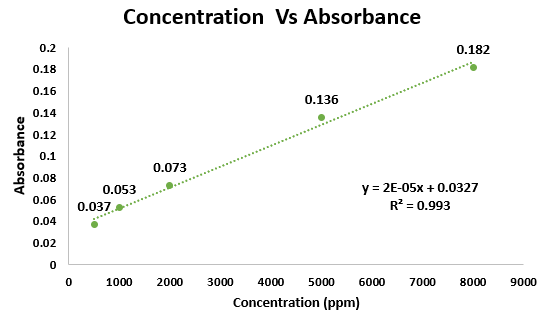 Concentration  Vs Absorbance
0.2
0.18
0.16
0.14
0.12
0.1
0.08
0.06
0.04
0.02
0
Absorbance
0.037
0.053
0.073
0.136
0.182
y = 2E-05x + 0.0327
R² = 0.993
0 1000 2000 3000 4000 5000 6000 7000 8000 9000
Concentration (ppm)